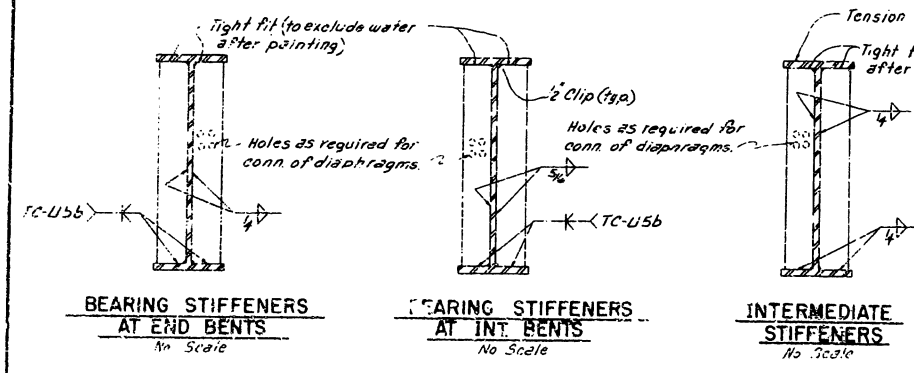 Tight fit (to exclude water
after painting)
Tension
Tight f
after
1/2" Clip (typ.)
Holes as required for
conn. of diaphragms.
Holes as required for
conn. of diaphragms.
1/4
5/16
1/4
TC-U5b
TC-U5b
1/4
BEARING STIFFENERS
AT END BENTS
No Scale
EARING STIFFENERS
AT INT. BENTS
No Scale
INTERMEDIATE
STIFFENERS
No Scale